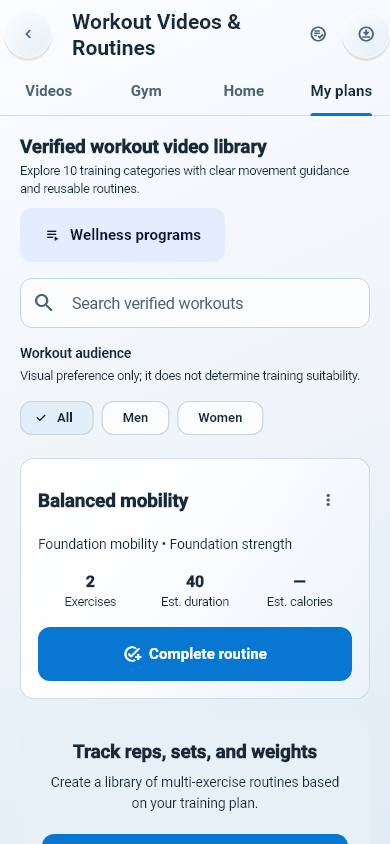 Workout Videos &
Routines
Videos
Gym
Home
My plans
Verified workout video library
Explore 10 training categories with clear movement guidance
and reusable routines.
Wellness programs
Search verified workouts
Workout audience
Visual preference only; it does not determine training suitability.
All
Men
Women
Balanced mobility
Foundation mobility • Foundation strength
2
40
—
Exercises
Est. duration
Est. calories
Complete routine
Track reps, sets, and weights
Create a library of multi-exercise routines based
on your training plan.